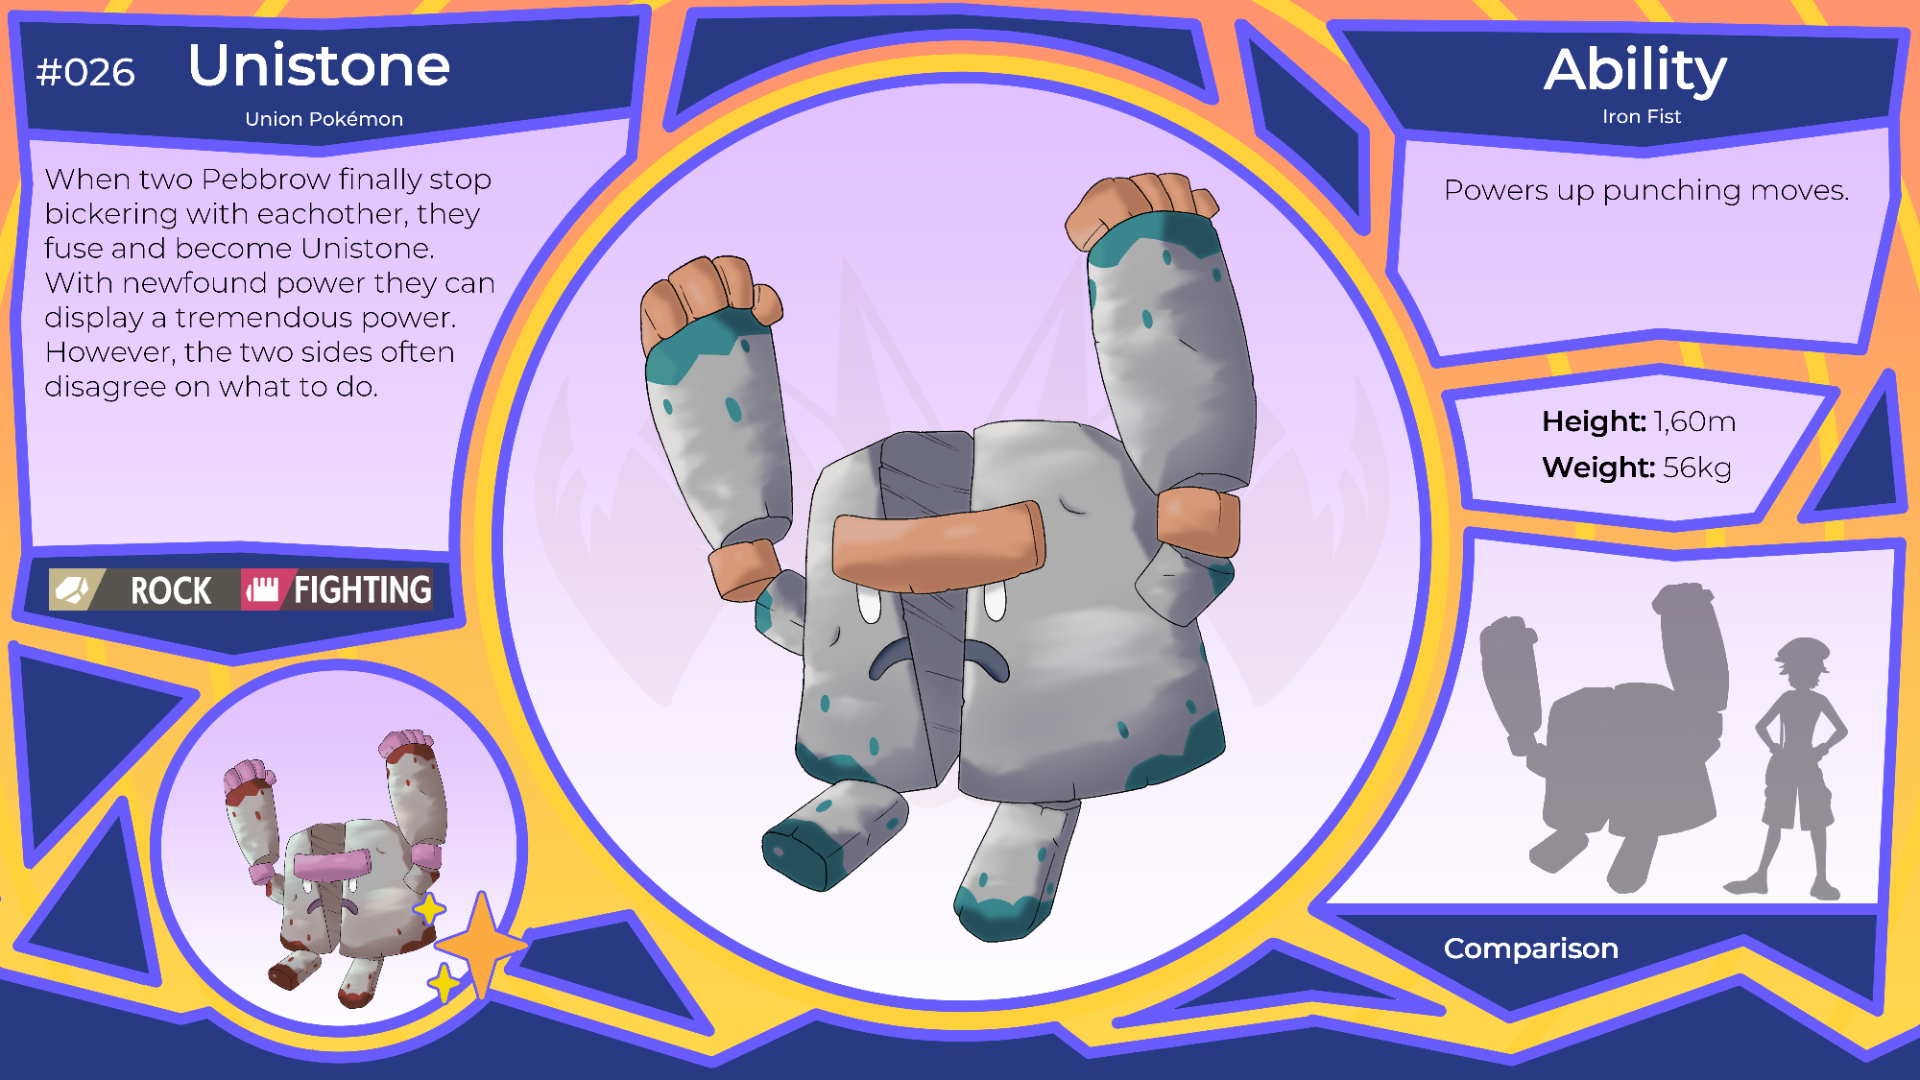 #026
Unistone
Union Pokémon
When two Pebbrow finally stop
bickering with eachother, they
fuse and become Unistone.
With newfound power they can
display a tremendous power.
However, the two sides often
disagree on what to do.
ROCK
FIGHTING
Ability
Iron Fist
Powers up punching moves.
Height: 1,60m
Weight: 56kg
Comparison